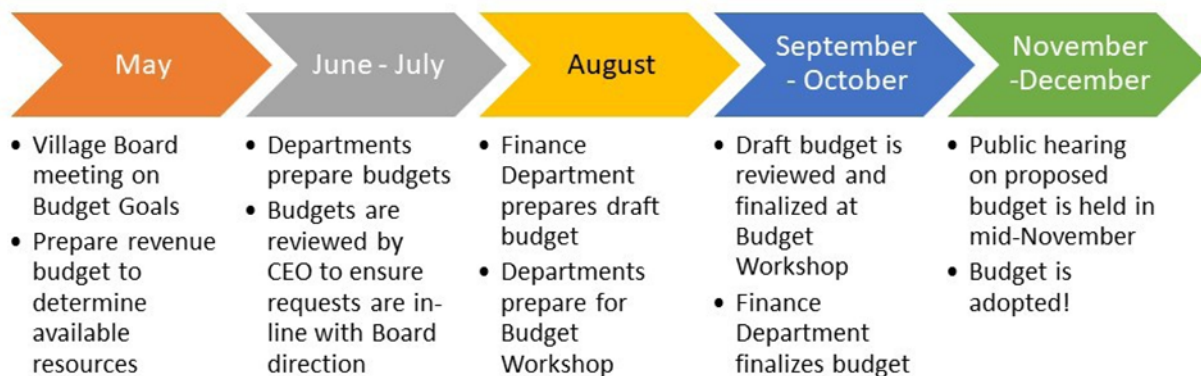 May
• Village Board
meeting on
Budget Goals
• Prepare revenue
budget to
determine
available
resources
June - July
• Departments
prepare budgets
• Budgets are
reviewed by
CEO to ensure
requests are in-
line with Board
direction
August
• Finance
Department
prepares draft
budget
• Departments
prepare for
Budget
Workshop
September
- October
• Draft budget is
reviewed and
finalized at
Budget
Workshop
• Finance
Department
finalizes budget
November
-December
• Public hearing
on proposed
budget is held in
mid-November
• Budget is
adopted!